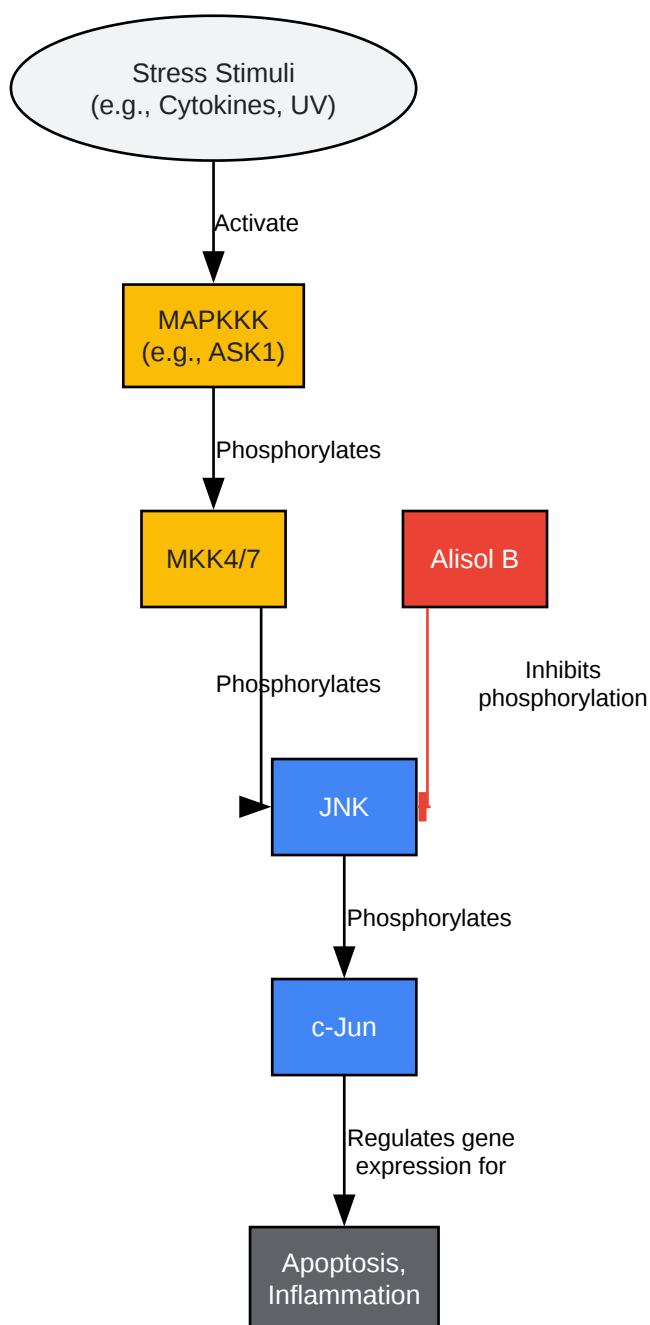 Stress Stimuli
(e.g., Cytokines, UV)
Activate
MAPKKK
(e.g., ASK1)
Phosphorylates
MKK4/7
Alisol B
Phosphorylates
Inhibits
phosphorylation
JNK
Phosphorylates
c-Jun
Regulates gene
expression for
Apoptosis,
Inflammation